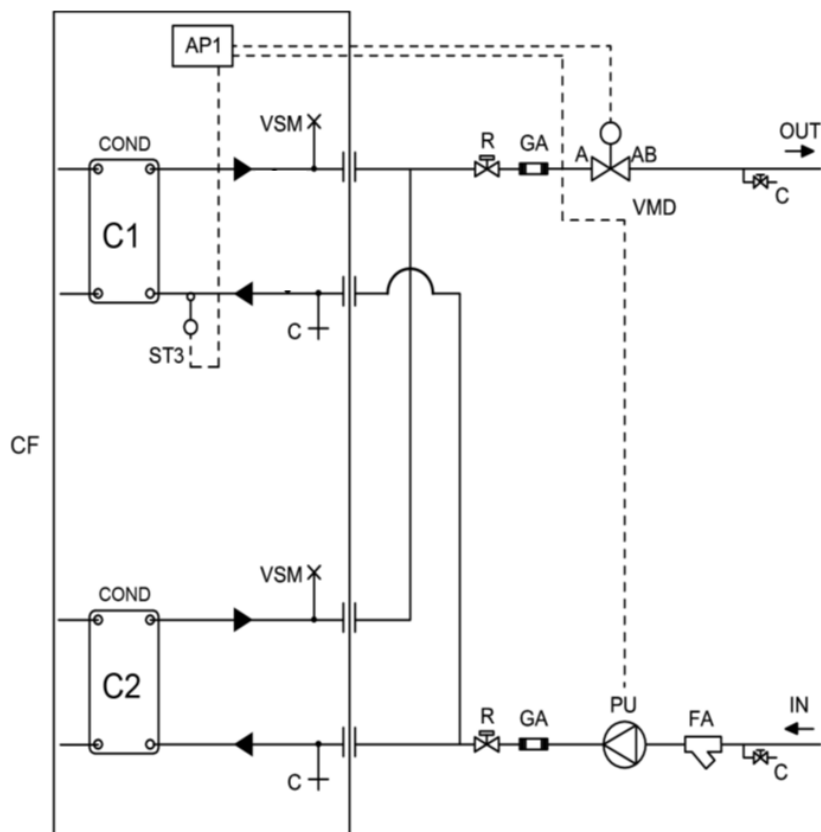 AP1
VSM
R
GA
A
AB
OUT
COND
C1
VMD
C
C
ST3
CF
VSM
COND
C2
PU
IN
R
GA
FA
C
C